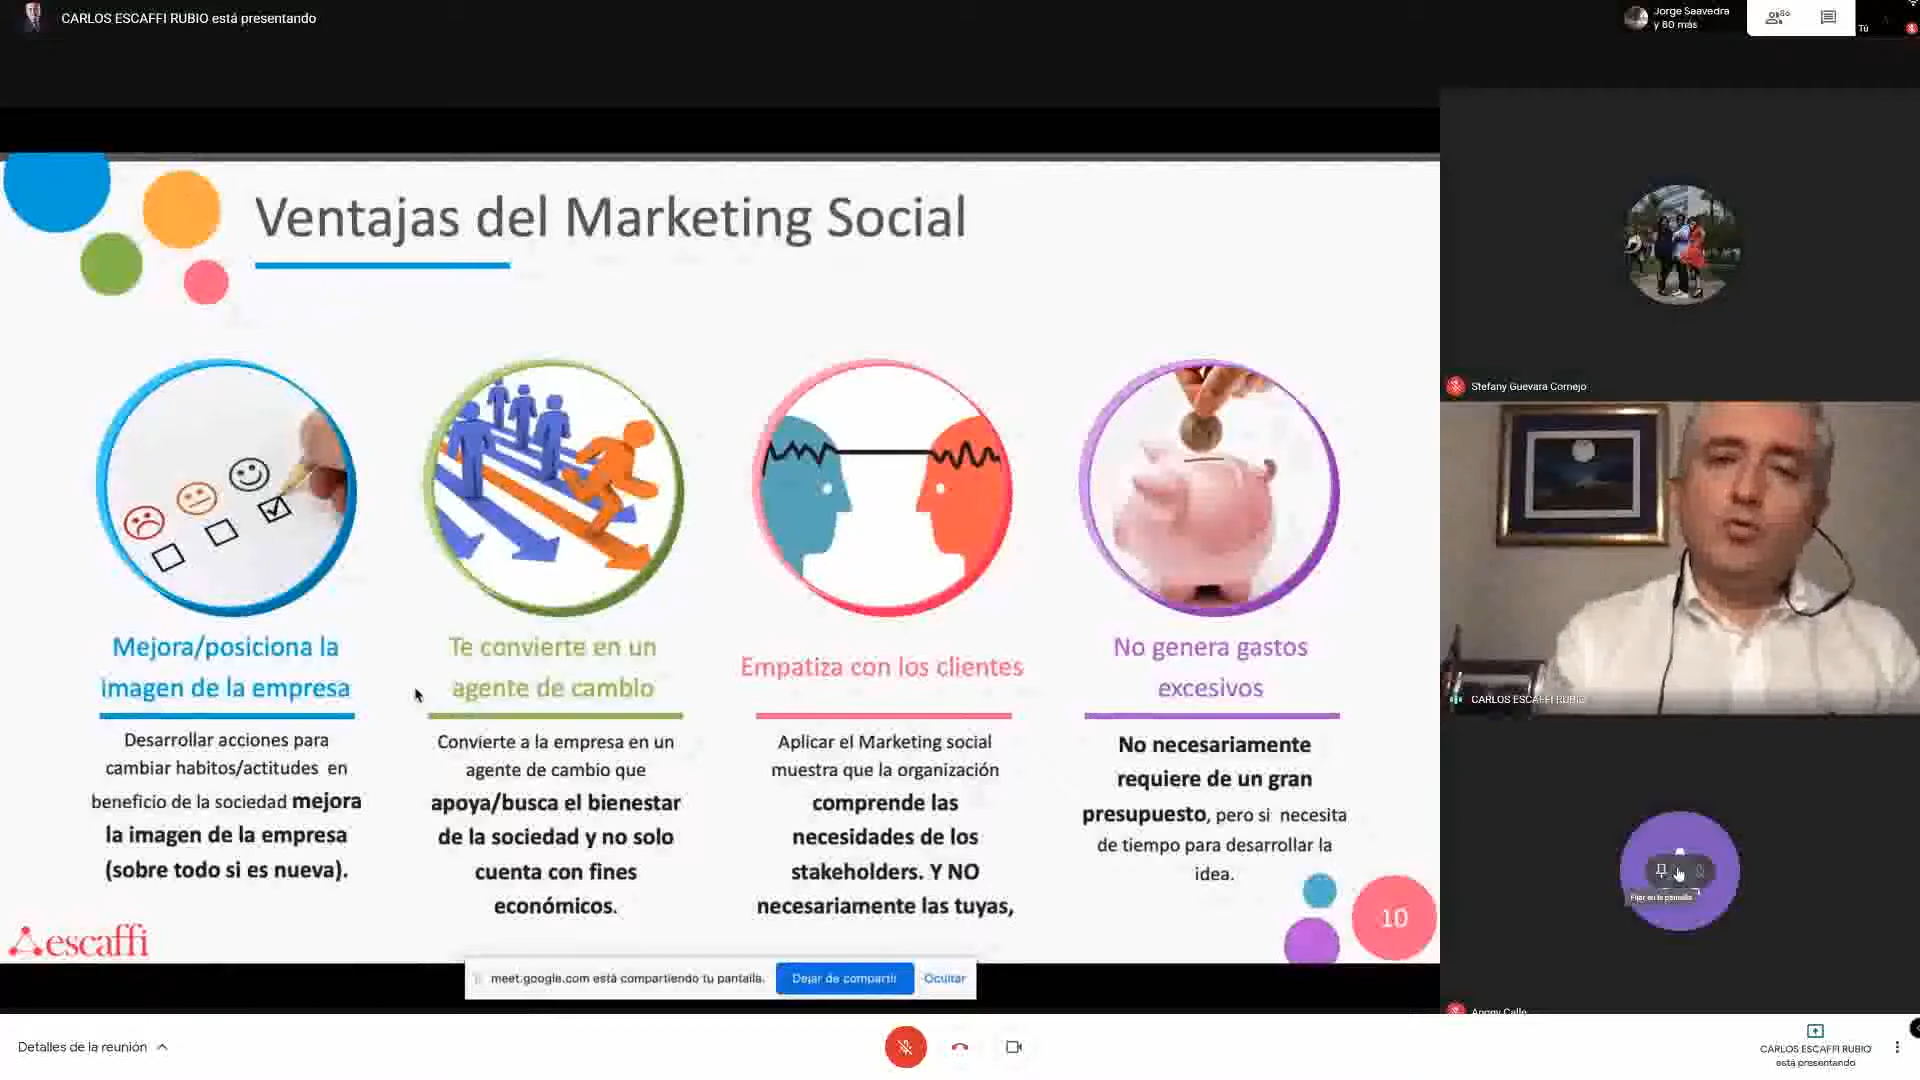 CARLOS ESCAFFI RUBIO está presentando
Jorge Saavedra
y 80 más
Tú
Ventajas del Marketing Social
Mejora/posiciona la
imagen de la empresa
Desarrollar acciones para
cambiar habitos/actitudes en
beneficio de la sociedad mejora
la imagen de la empresa
(sobre todo si es nueva).
Te convierte en un
agente de cambio
Convierte a la empresa en un
agente de cambio que
apoya/busca el bienestar
de la sociedad y no solo
cuenta con fines
económicos.
Empatiza con los clientes
Aplicar el Marketing social
muestra que la organización
comprende las
necesidades de los
stakeholders. Y NO
necesariamente las tuyas,
No genera gastos
excesivos
No necesariamente
requiere de un gran
presupuesto, pero si necesita
de tiempo para desarrollar la
idea.
escaffi
10
meet.google.com está compartiendo tu pantalla.
Dejar de compartir
Ocultar
Stefany Guevara Cornejo
CARLOS ESCAFFI RUBIO
Fijar en la pantalla
Detalles de la reunión
CARLOS ESCAFFI RUBIO
está presentando